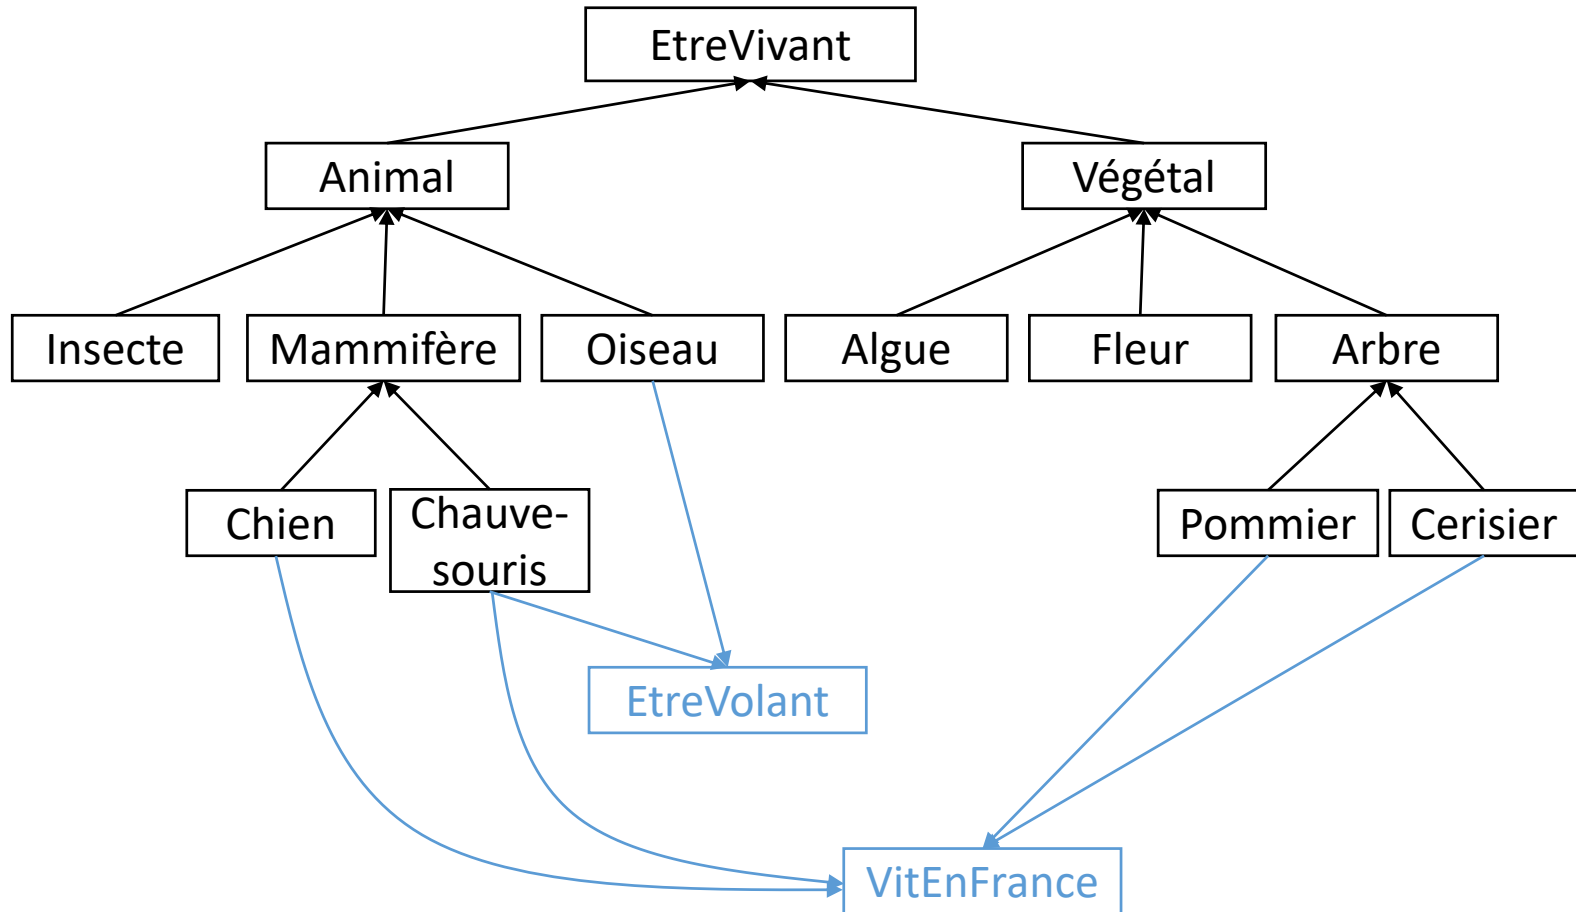 EtreVivant
Animal
Végétal
Insecte
Mammifère
Oiseau
Algue
Fleur
Arbre
Chien
Chauve-
souris
Pommier
Cerisier
EtreVolant
VitEnFrance